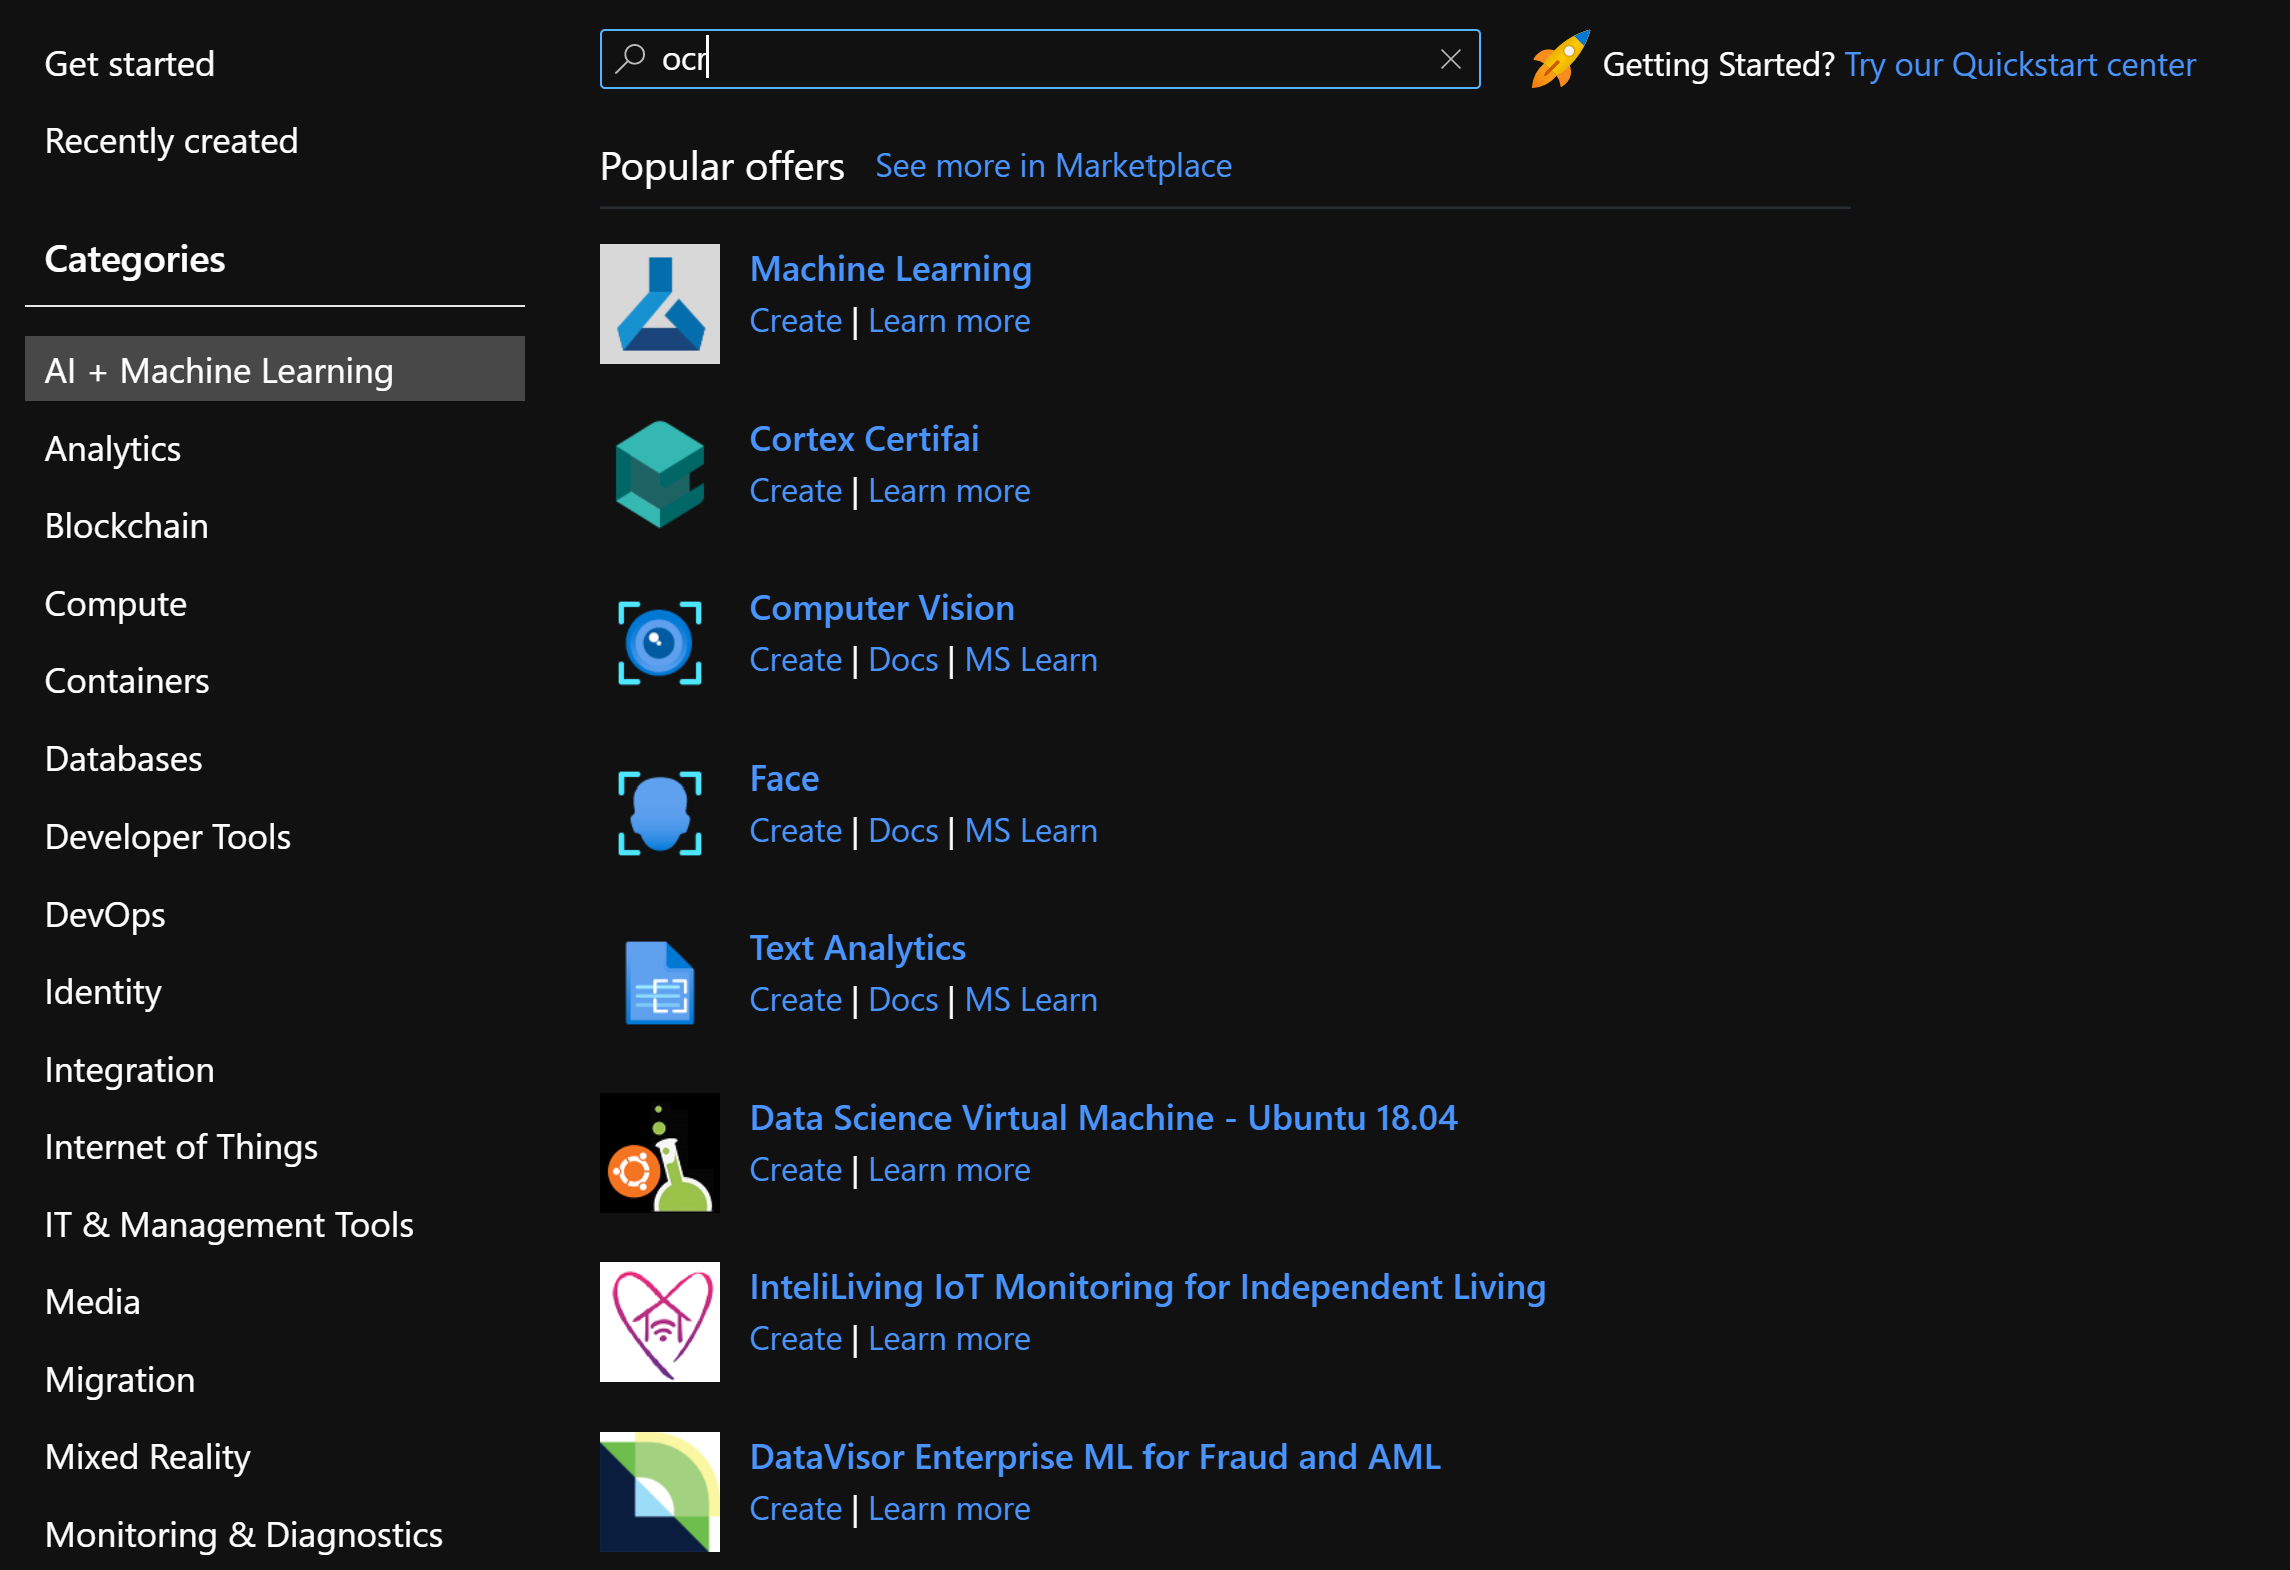 Get started
Recently created
Categories
AI + Machine Learning
Analytics
Blockchain
Compute
Containers
Databases
Developer Tools
DevOps
Identity
Integration
Internet of Things
IT & Management Tools
Media
Migration
Mixed Reality
Monitoring & Diagnostics
ocr
Getting Started? Try our Quickstart center
Popular offers See more in Marketplace
Machine Learning
Create | Learn more
Cortex Certifai
Create | Learn more
Computer Vision
Create | Docs | MS Learn
Face
Create | Docs | MS Learn
Text Analytics
Create | Docs | MS Learn
Data Science Virtual Machine - Ubuntu 18.04
Create | Learn more
InteliLiving IoT Monitoring for Independent Living
Create | Learn more
DataVisor Enterprise ML for Fraud and AML
Create | Learn more